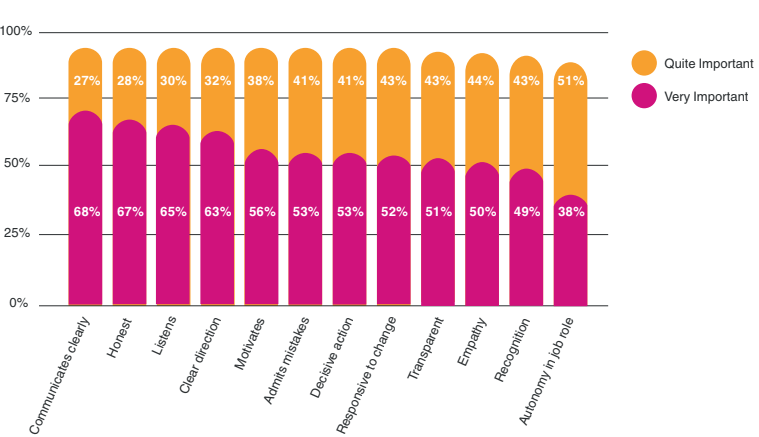 100%
75%
50%
25%
0%
27% 28% 30% 32% 38% 41% 41% 43% 43% 44% 43% 51%
68% 67% 65% 63% 56% 53% 53% 52% 51% 50% 49% 38%
Communicates clearly
Honest
Listens
Clear direction
Motivates
Admits mistakes
Decisive action
Responsive to change
Transparent
Empathy
Recognition
Autonomy in job role
Quite Important
Very Important